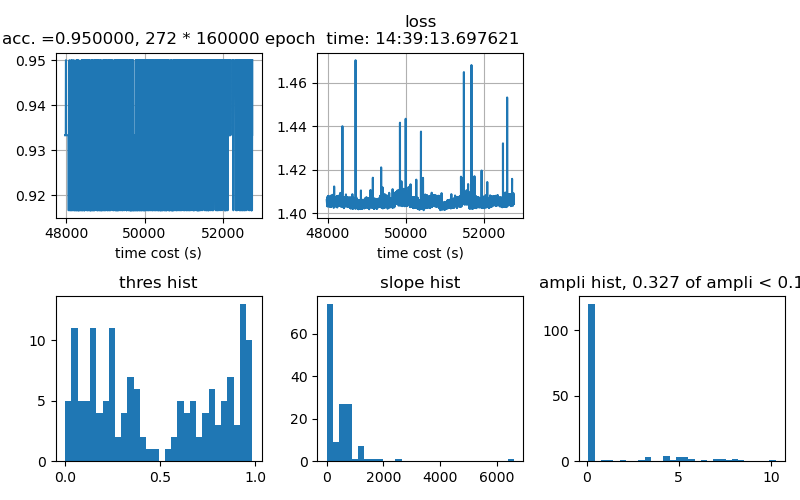 loss
acc. =0.950000, 272 * 160000 epoch time: 14:39:13.697621
0.95
0.94
0.93
0.92
48000 50000 52000
time cost (s)
1.46
1.44
1.42
1.40
48000 50000 52000
time cost (s)
thres hist
10
5
0
0.0 0.5 1.0
slope hist
60
40
20
0
0 2000 4000 6000
ampli hist, 0.327 of ampli < 0.1
100
50
0
0 5 10